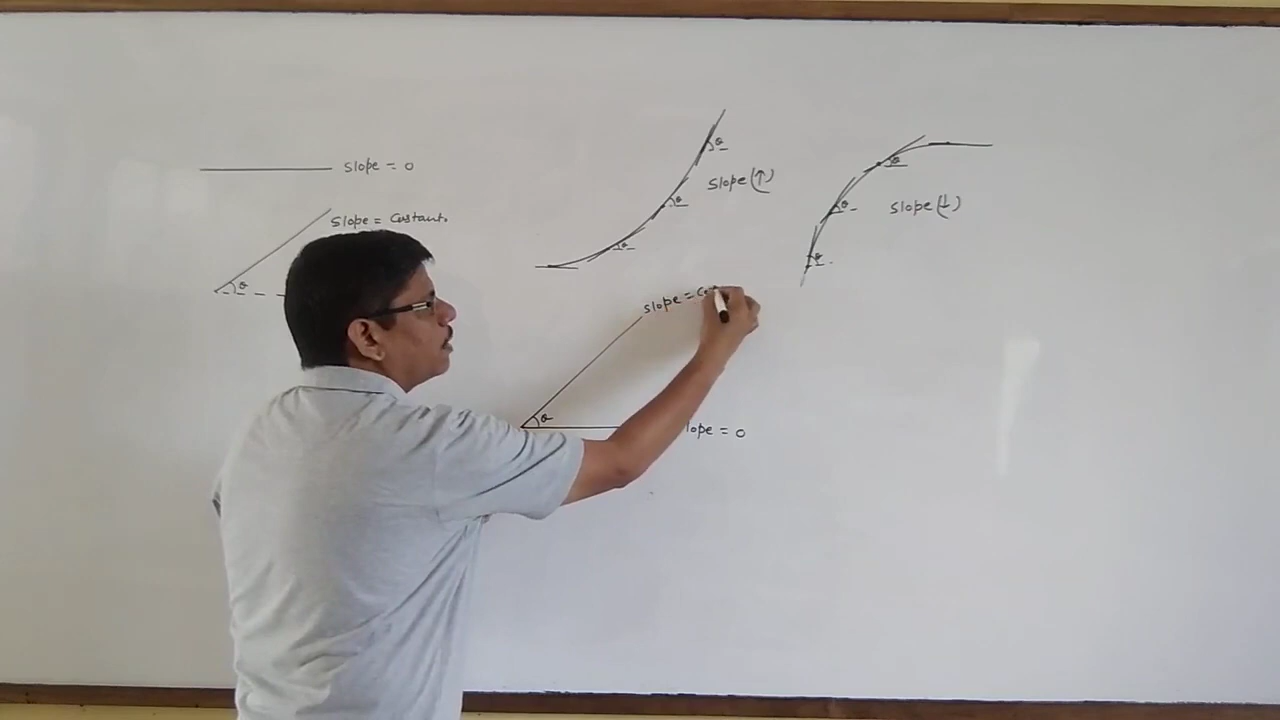 slope = 0
Slope = Costant.
θ
θ
θ
θ
slope (↑)
θ
θ
θ
slope (↓)
slope = Co
θ
lope = 0